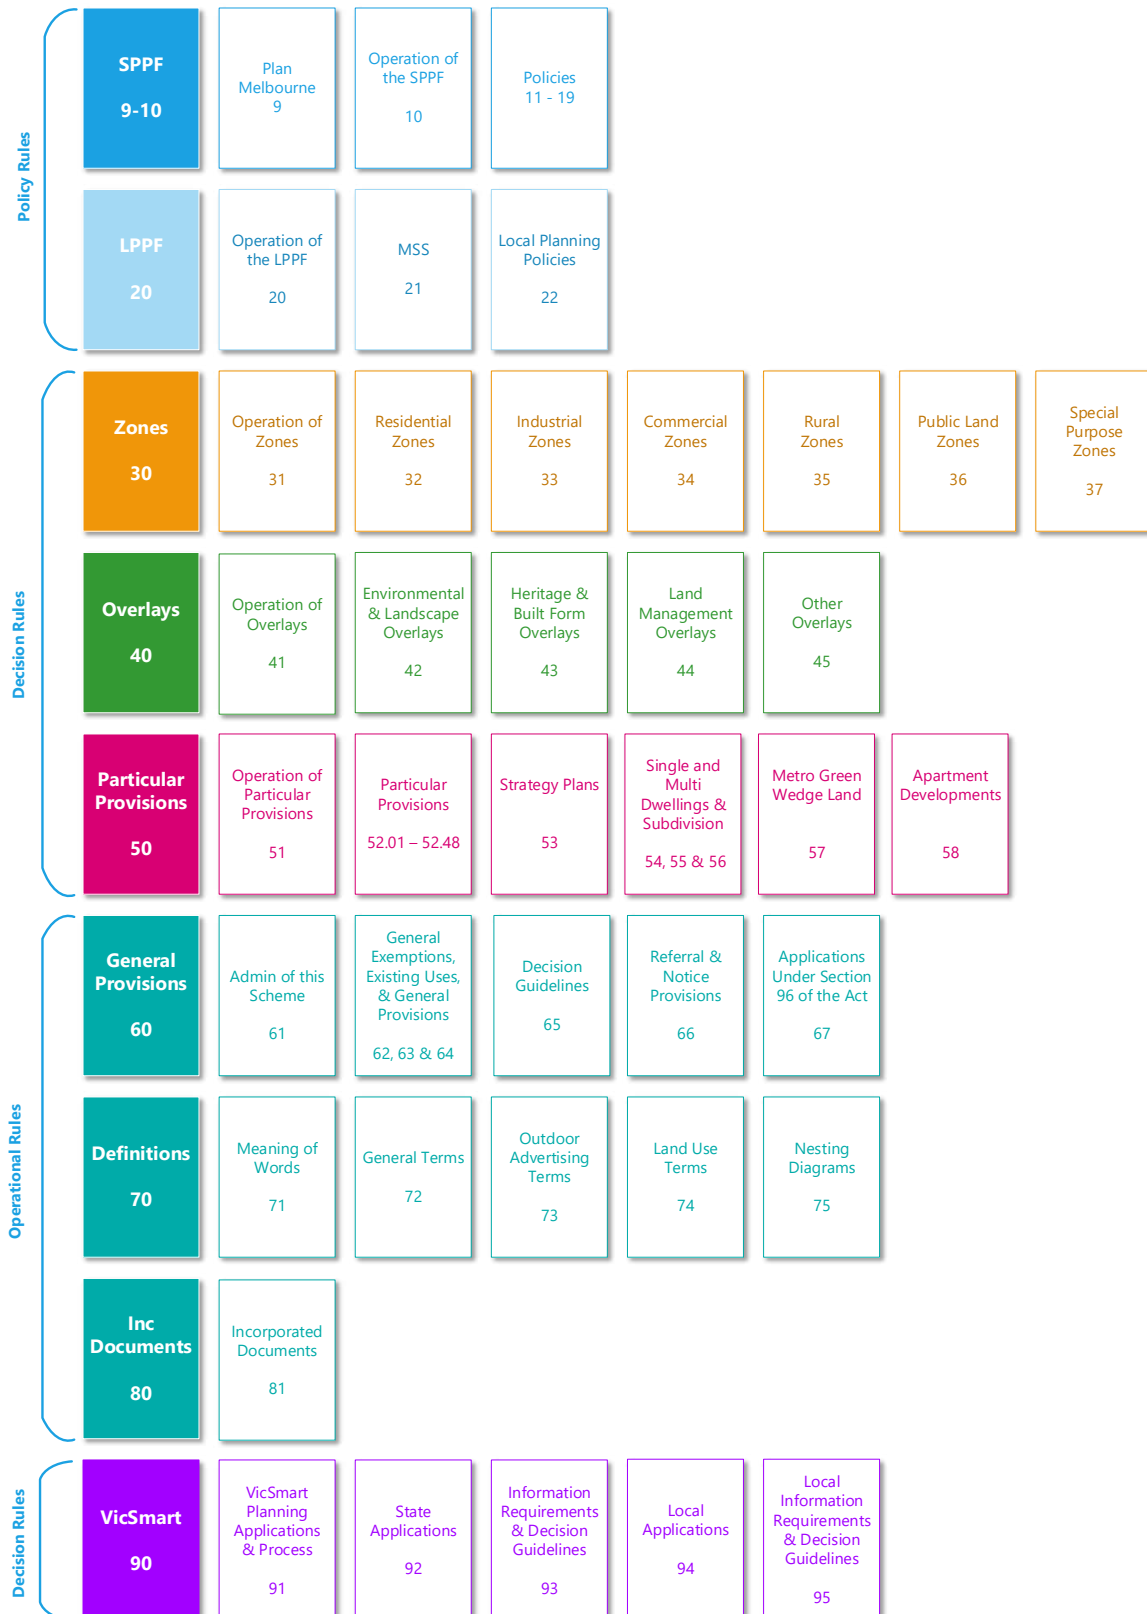 Policy Rules
SPPF
9-10
Plan
Melbourne
9
Operation of
the SPPF
10
Policies
11 - 19
LPPF
20
Operation of
the LPPF
20
MSS
21
Local Planning
Policies
22
Decision Rules
Zones
30
Operation of
Zones
31
Residential
Zones
32
Industrial
Zones
33
Commercial
Zones
34
Rural
Zones
35
Public Land
Zones
36
Special
Purpose
Zones
37
Overlays
40
Operation of
Overlays
41
Environmental
& Landscape
Overlays
42
Heritage &
Built Form
Overlays
43
Land
Management
Overlays
44
Other
Overlays
45
Particular
Provisions
50
Operation of
Particular
Provisions
51
Particular
Provisions
52.01 – 52.48
Strategy Plans
53
Single and
Multi
Dwellings &
Subdivision
54, 55 & 56
Metro Green
Wedge Land
57
Apartment
Developments
58
Operational Rules
General
Provisions
60
Admin of this
Scheme
61
General
Exemptions,
Existing Uses,
& General
Provisions
62, 63 & 64
Decision
Guidelines
65
Referral &
Notice
Provisions
66
Applications
Under Section
96 of the Act
67
Definitions
70
Meaning of
Words
71
General Terms
72
Outdoor
Advertising
Terms
73
Land Use
Terms
74
Nesting
Diagrams
75
Inc
Documents
80
Incorporated
Documents
81
Decision Rules
VicSmart
90
VicSmart
Planning
Applications
& Process
91
State
Applications
92
Information
Requirements
& Decision
Guidelines
93
Local
Applications
94
Local
Information
Requirements
& Decision
Guidelines
95